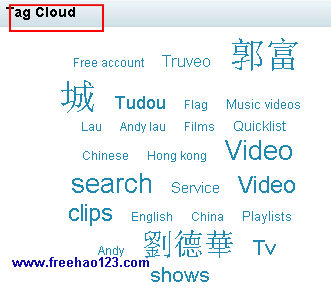 Tag Cloud
Free account Truveo 郭富
城 Tudou Flag Music videos
Lau Andy lau Films Quicklist
Chinese Hong kong Video
search Service Video
clips English China Playlists
Andy 劉德華 Tv
www.freehao123.com
shows